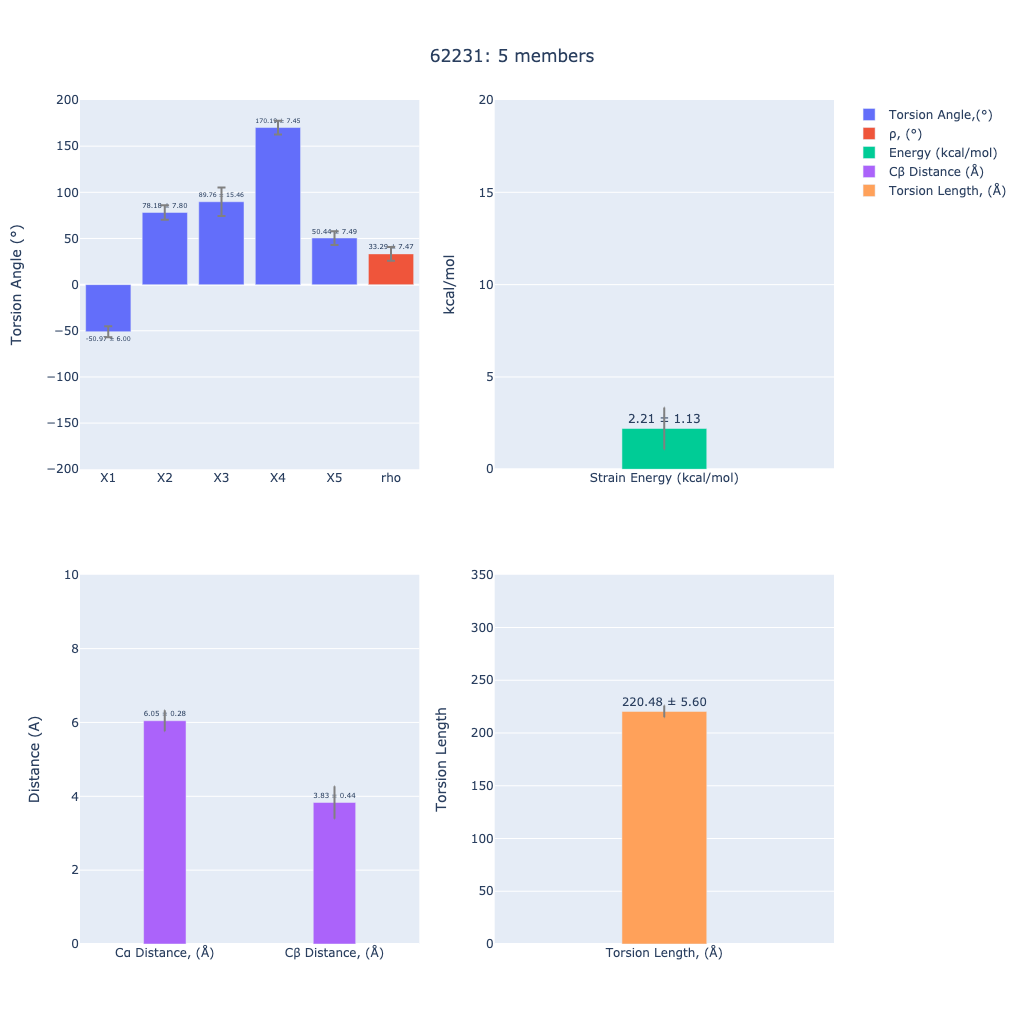 62231: 5 members
Torsion Angle (°)
200
150
100
50
0
−50
−100
−150
−200
-50.97 ± 6.00
78.18 ± 7.80
89.76 ± 15.46
170.19 ± 7.45
50.44 ± 7.49
33.29 ± 7.47
X1 X2 X3 X4 X5 rho
kcal/mol
20
15
10
5
0
2.21 ± 1.13
Strain Energy (kcal/mol)
Torsion Angle,(°)
ρ, (°)
Energy (kcal/mol)
Cβ Distance (Å)
Torsion Length, (Å)
Distance (A)
10
8
6
4
2
0
6.05 ± 0.28
3.83 ± 0.44
Cα Distance, (Å) Cβ Distance, (Å)
Torsion Length
350
300
250
200
150
100
50
0
220.48 ± 5.60
Torsion Length, (Å)